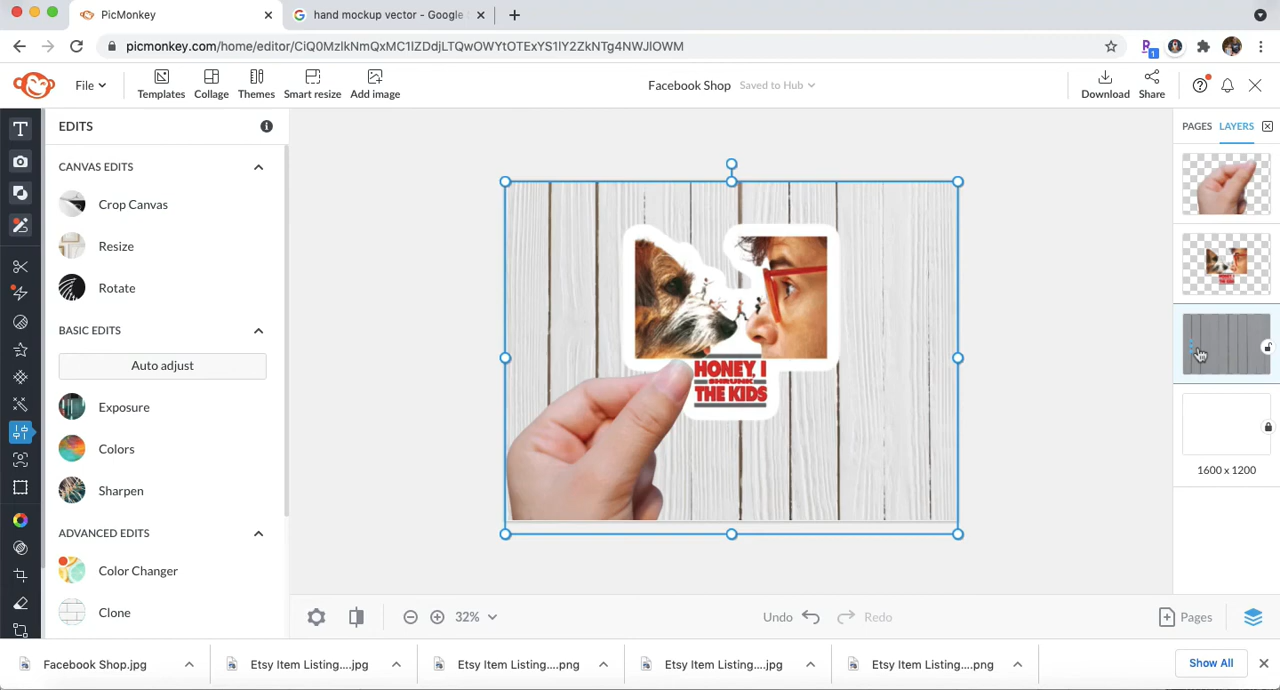 PicMonkey
hand mockup vector - Google
picmonkey.com/home/editor/CiQ0MzlkNmQxMC1lZDdjLTQwOWYtOTExYS1lY2ZkNTg4NWJlOWM
File
Templates
Collage
Themes
Smart resize
Add image
Facebook Shop
Saved to Hub
Download
Share
EDITS
CANVAS EDITS
Crop Canvas
Resize
Rotate
BASIC EDITS
Auto adjust
Exposure
Colors
Sharpen
ADVANCED EDITS
Color Changer
Clone
HONEY, I
SHRUNK
THE KIDS
PAGES
LAYERS
1600 x 1200
32%
Undo
Redo
Pages
Facebook Shop.jpg
Etsy Item Listing....jpg
Etsy Item Listing....png
Etsy Item Listing....jpg
Etsy Item Listing....png
Show All